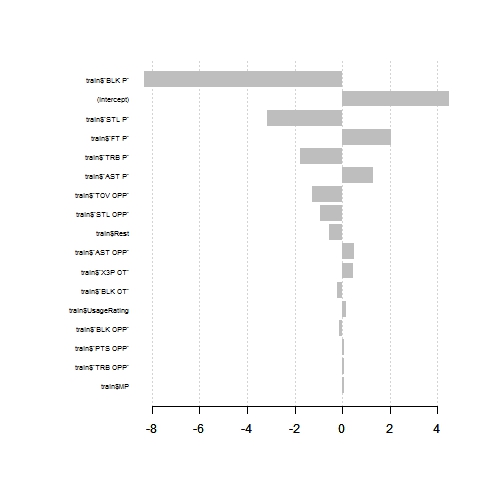 train$`BLK P`
(Intercept)
train$`STL P`
train$`FT P`
train$`TRB P`
train$`AST P`
train$`TOV OPP`
train$`STL OPP`
train$Rest
train$`AST OPP`
train$`X3P OT`
train$`BLK OT`
train$UsageRating
train$`BLK OPP`
train$`PTS OPP`
train$`TRB OPP`
train$MP
-8 -6 -4 -2 0 2 4